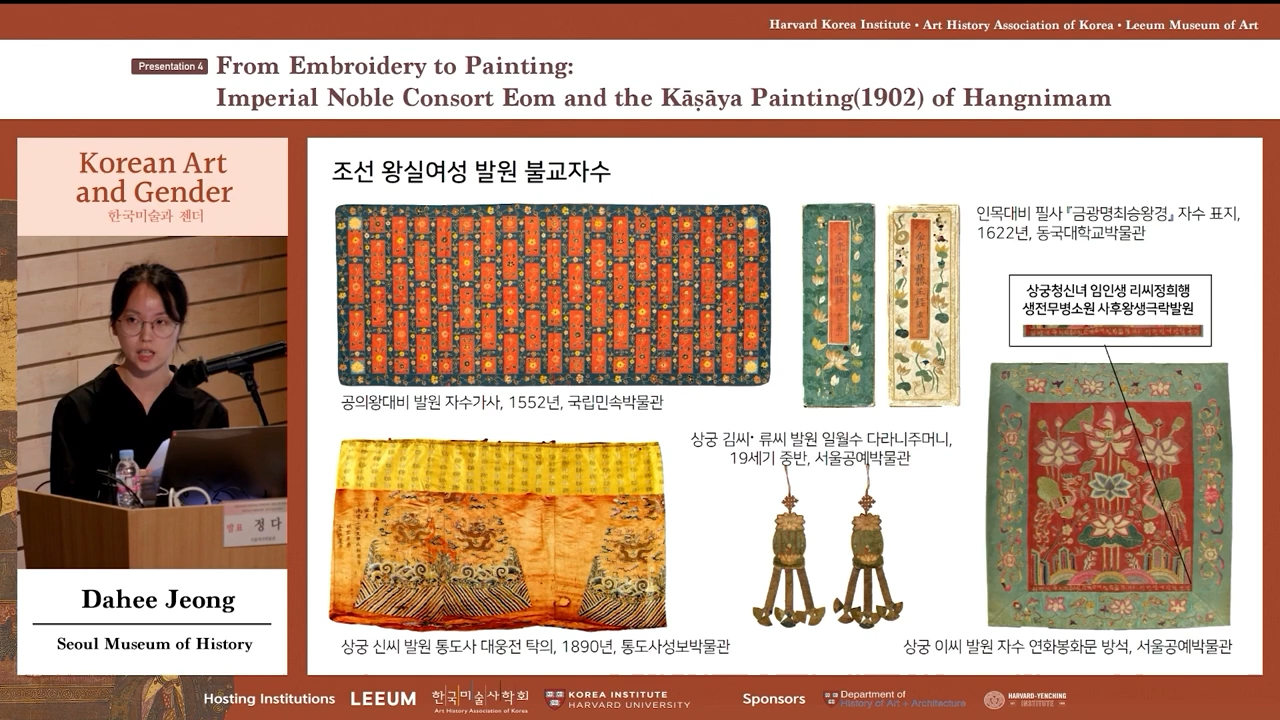 Harvard Korea Institute • Art History Association of Korea • Leeum Museum of Art
Presentation 4
From Embroidery to Painting:
Imperial Noble Consort Eom and the Kāṣāya Painting(1902) of Hangnimam
Korean Art
and Gender
한국미술과 젠더
발표 정다
Dahee Jeong
Seoul Museum of History
조선 왕실여성 발원 불교자수
인목대비 필사 『금광명최승왕경』 자수 표지,
1622년, 동국대학교박물관
상궁청신녀 임인생 리씨정희행
생전무병소원 사후왕생극락발원
공의왕대비 발원 자수가사, 1552년, 국립민속박물관
상궁 김씨· 류씨 발원 일월수 다라니주머니,
19세기 중반, 서울공예박물관
상궁 신씨 발원 통도사 대웅전 탁의, 1890년, 통도사성보박물관
상궁 이씨 발원 자수 연화봉화문 방석, 서울공예박물관
Hosting Institutions
LEEUM
한국미술사학회
Art History Association of Korea
KOREA INSTITUTE
HARVARD UNIVERSITY
Sponsors
Department of
History of Art + Architecture
HARVARD-YENCHING
INSTITUTE